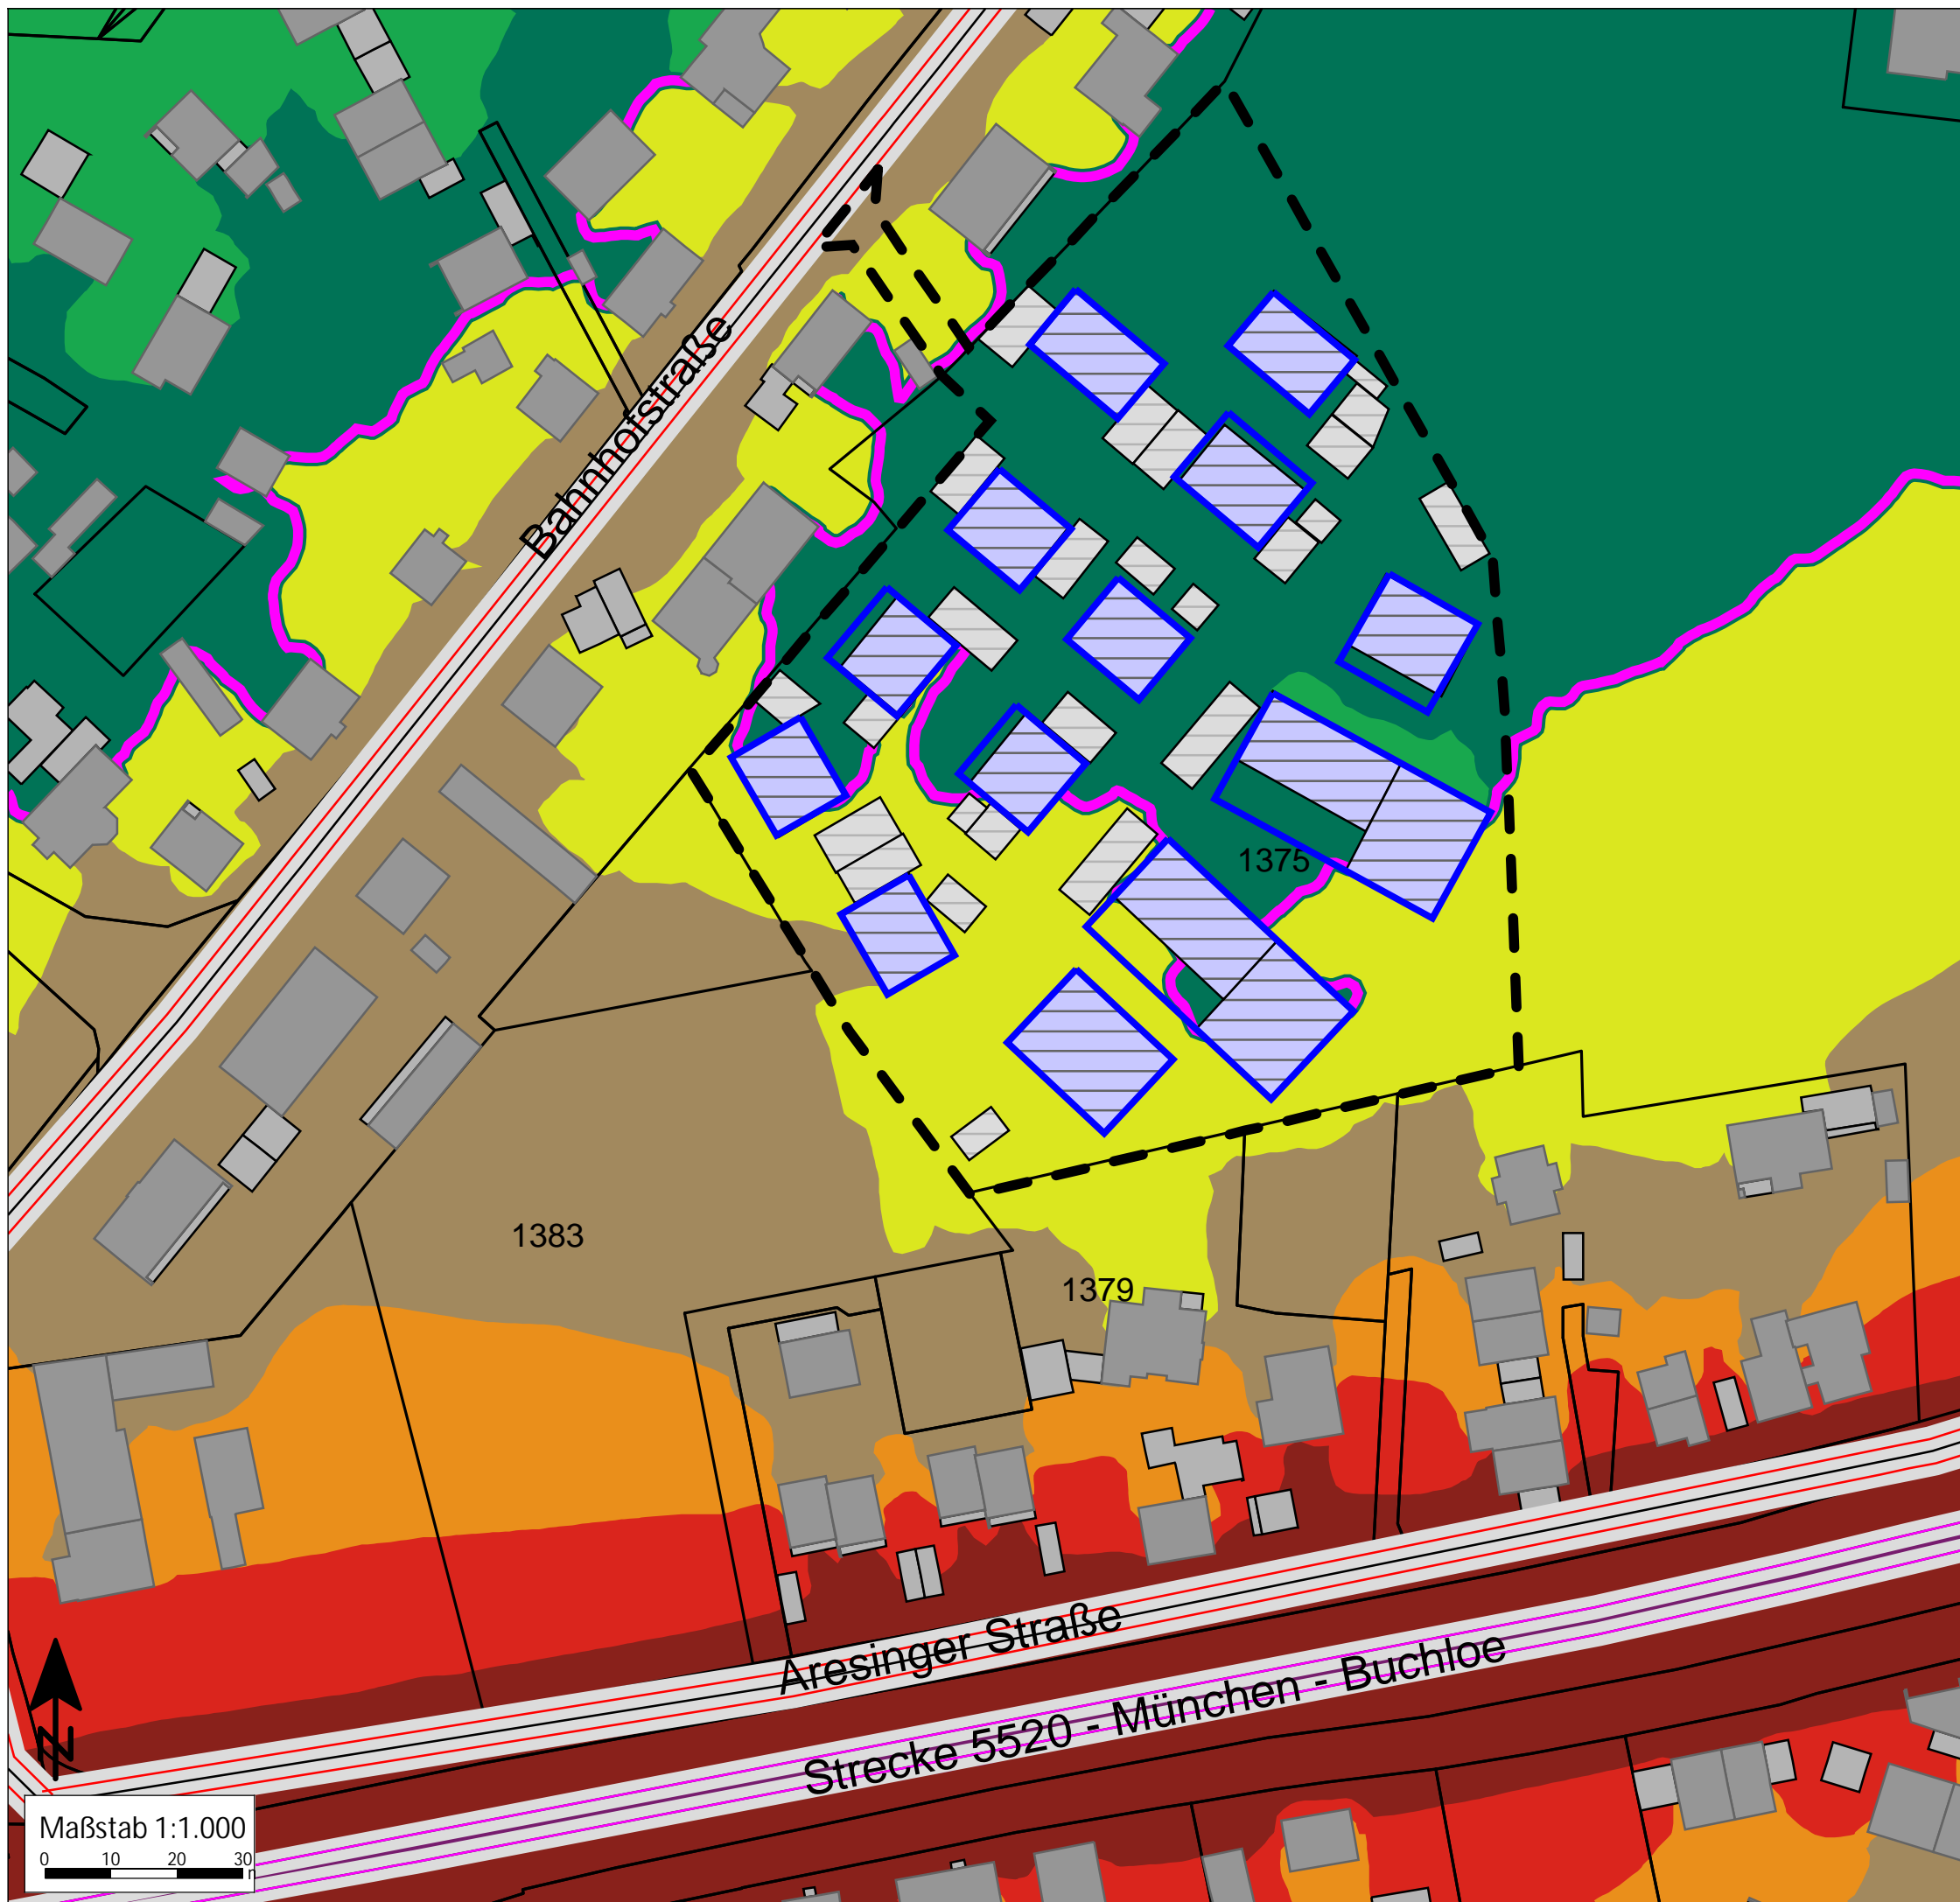 Bahnhofstraße
1375
1383
1379
Aresinger Straße
Strecke 5520 - München - Buchloe
N
Maßstab 1:1.000
0 10 20 30